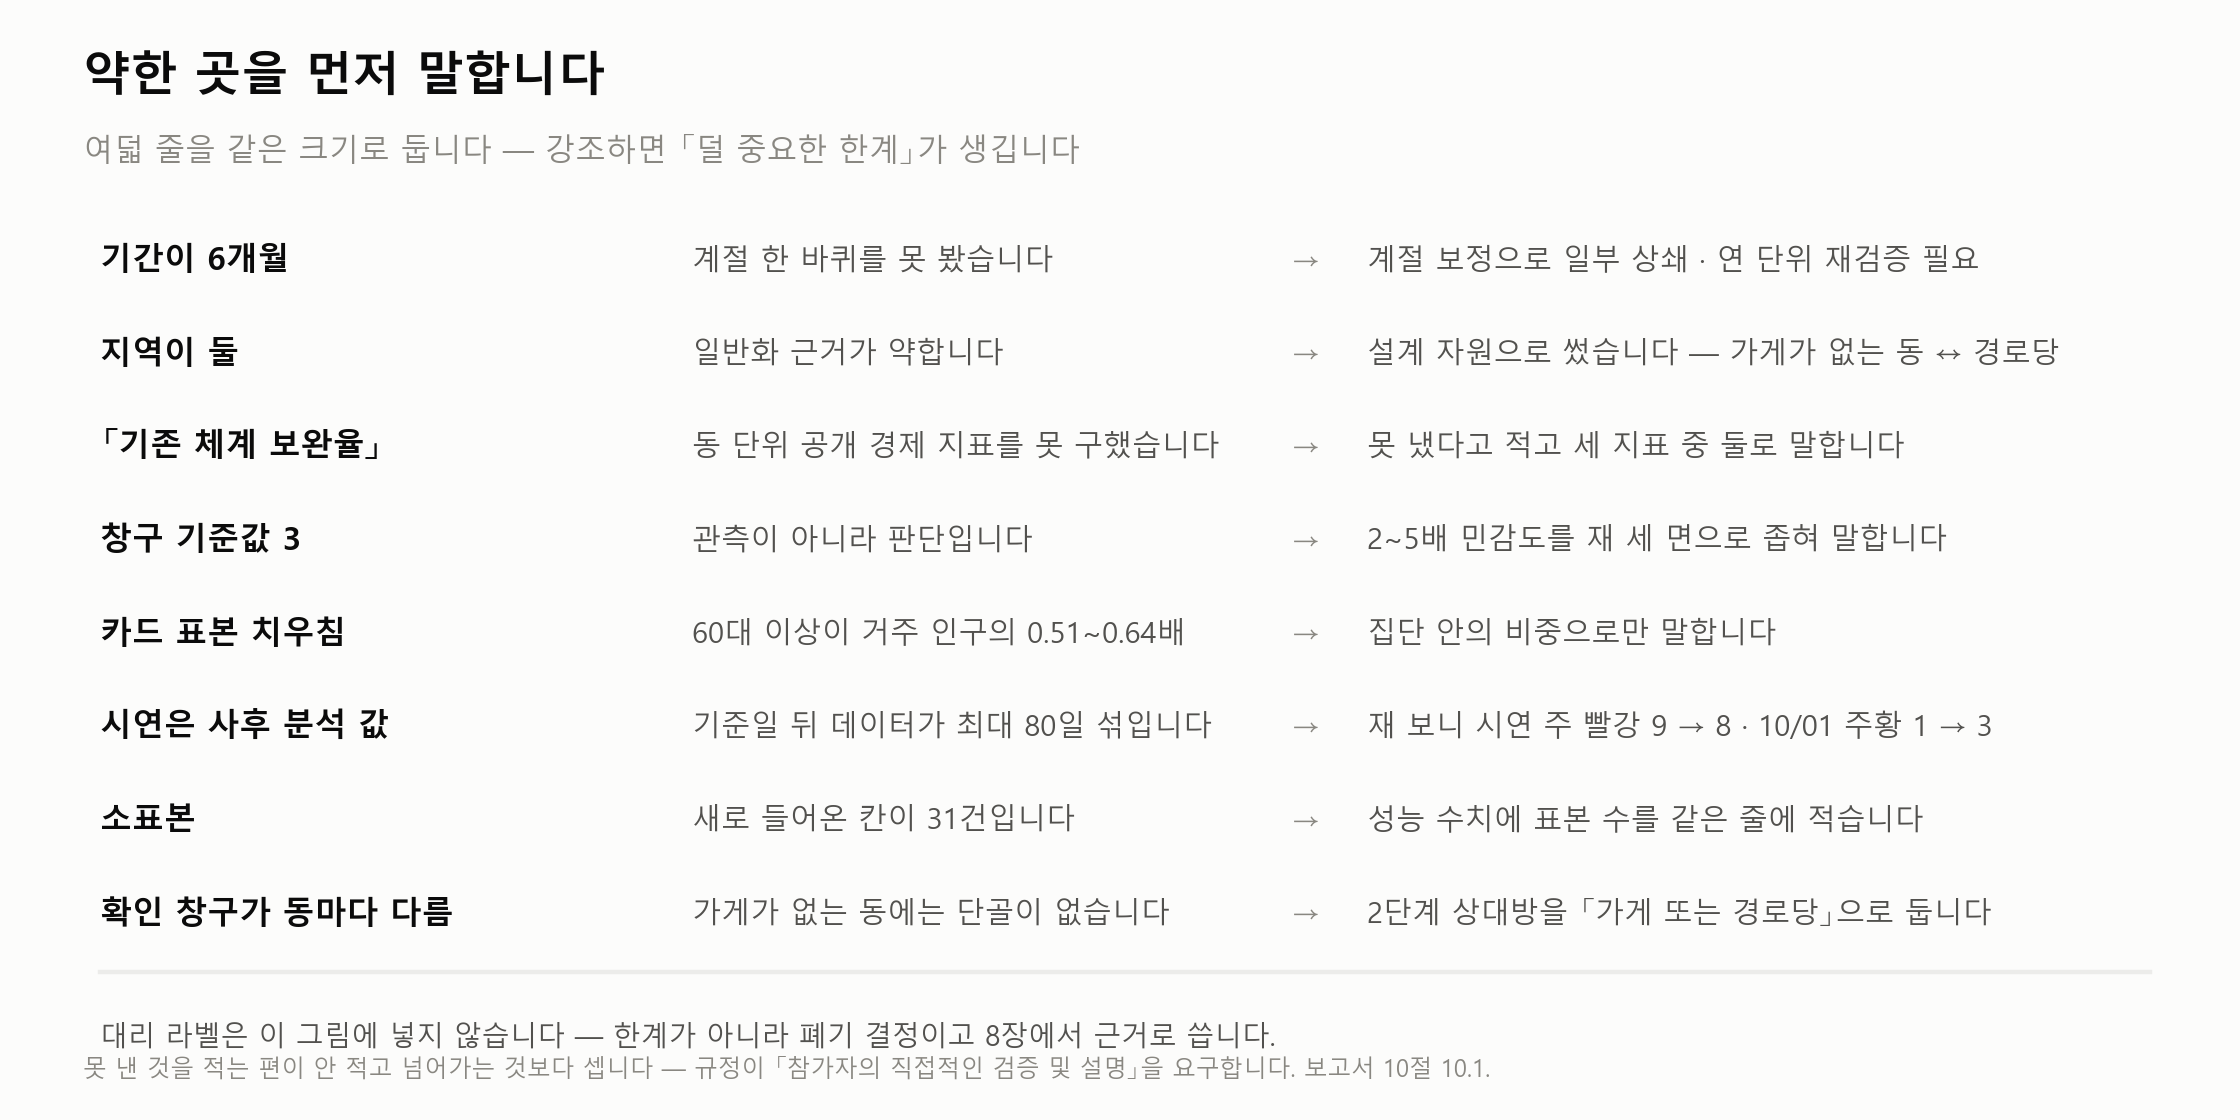 약한 곳을 먼저 말합니다
여덟 줄을 같은 크기로 둡니다 — 강조하면 「덜 중요한 한계」가 생깁니다
기간이 6개월 계절 한 바퀴를 못 봤습니다 → 계절 보정으로 일부 상쇄 · 연 단위 재검증 필요
지역이 둘 일반화 근거가 약합니다 → 설계 자원으로 썼습니다 — 가게가 없는 동 ↔ 경로당
「기존 체계 보완율」 동 단위 공개 경제 지표를 못 구했습니다 → 못 냈다고 적고 세 지표 중 둘로 말합니다
창구 기준값 3 관측이 아니라 판단입니다 → 2~5배 민감도를 재 세 면으로 좁혀 말합니다
카드 표본 치우침 60대 이상이 거주 인구의 0.51~0.64배 → 집단 안의 비중으로만 말합니다
시연은 사후 분석 값 기준일 뒤 데이터가 최대 80일 섞입니다 → 재 보니 시연 주 빨강 9 → 8 · 10/01 주황 1 → 3
소표본 새로 들어온 칸이 31건입니다 → 성능 수치에 표본 수를 같은 줄에 적습니다
확인 창구가 동마다 다름 가게가 없는 동에는 단골이 없습니다 → 2단계 상대방을 「가게 또는 경로당」으로 둡니다
대리 라벨은 이 그림에 넣지 않습니다 — 한계가 아니라 폐기 결정이고 8장에서 근거로 씁니다.
못 낸 것을 적는 편이 안 적고 넘어가는 것보다 셉니다 — 규정이 「참가자의 직접적인 검증 및 설명」을 요구합니다. 보고서 10절 10.1.